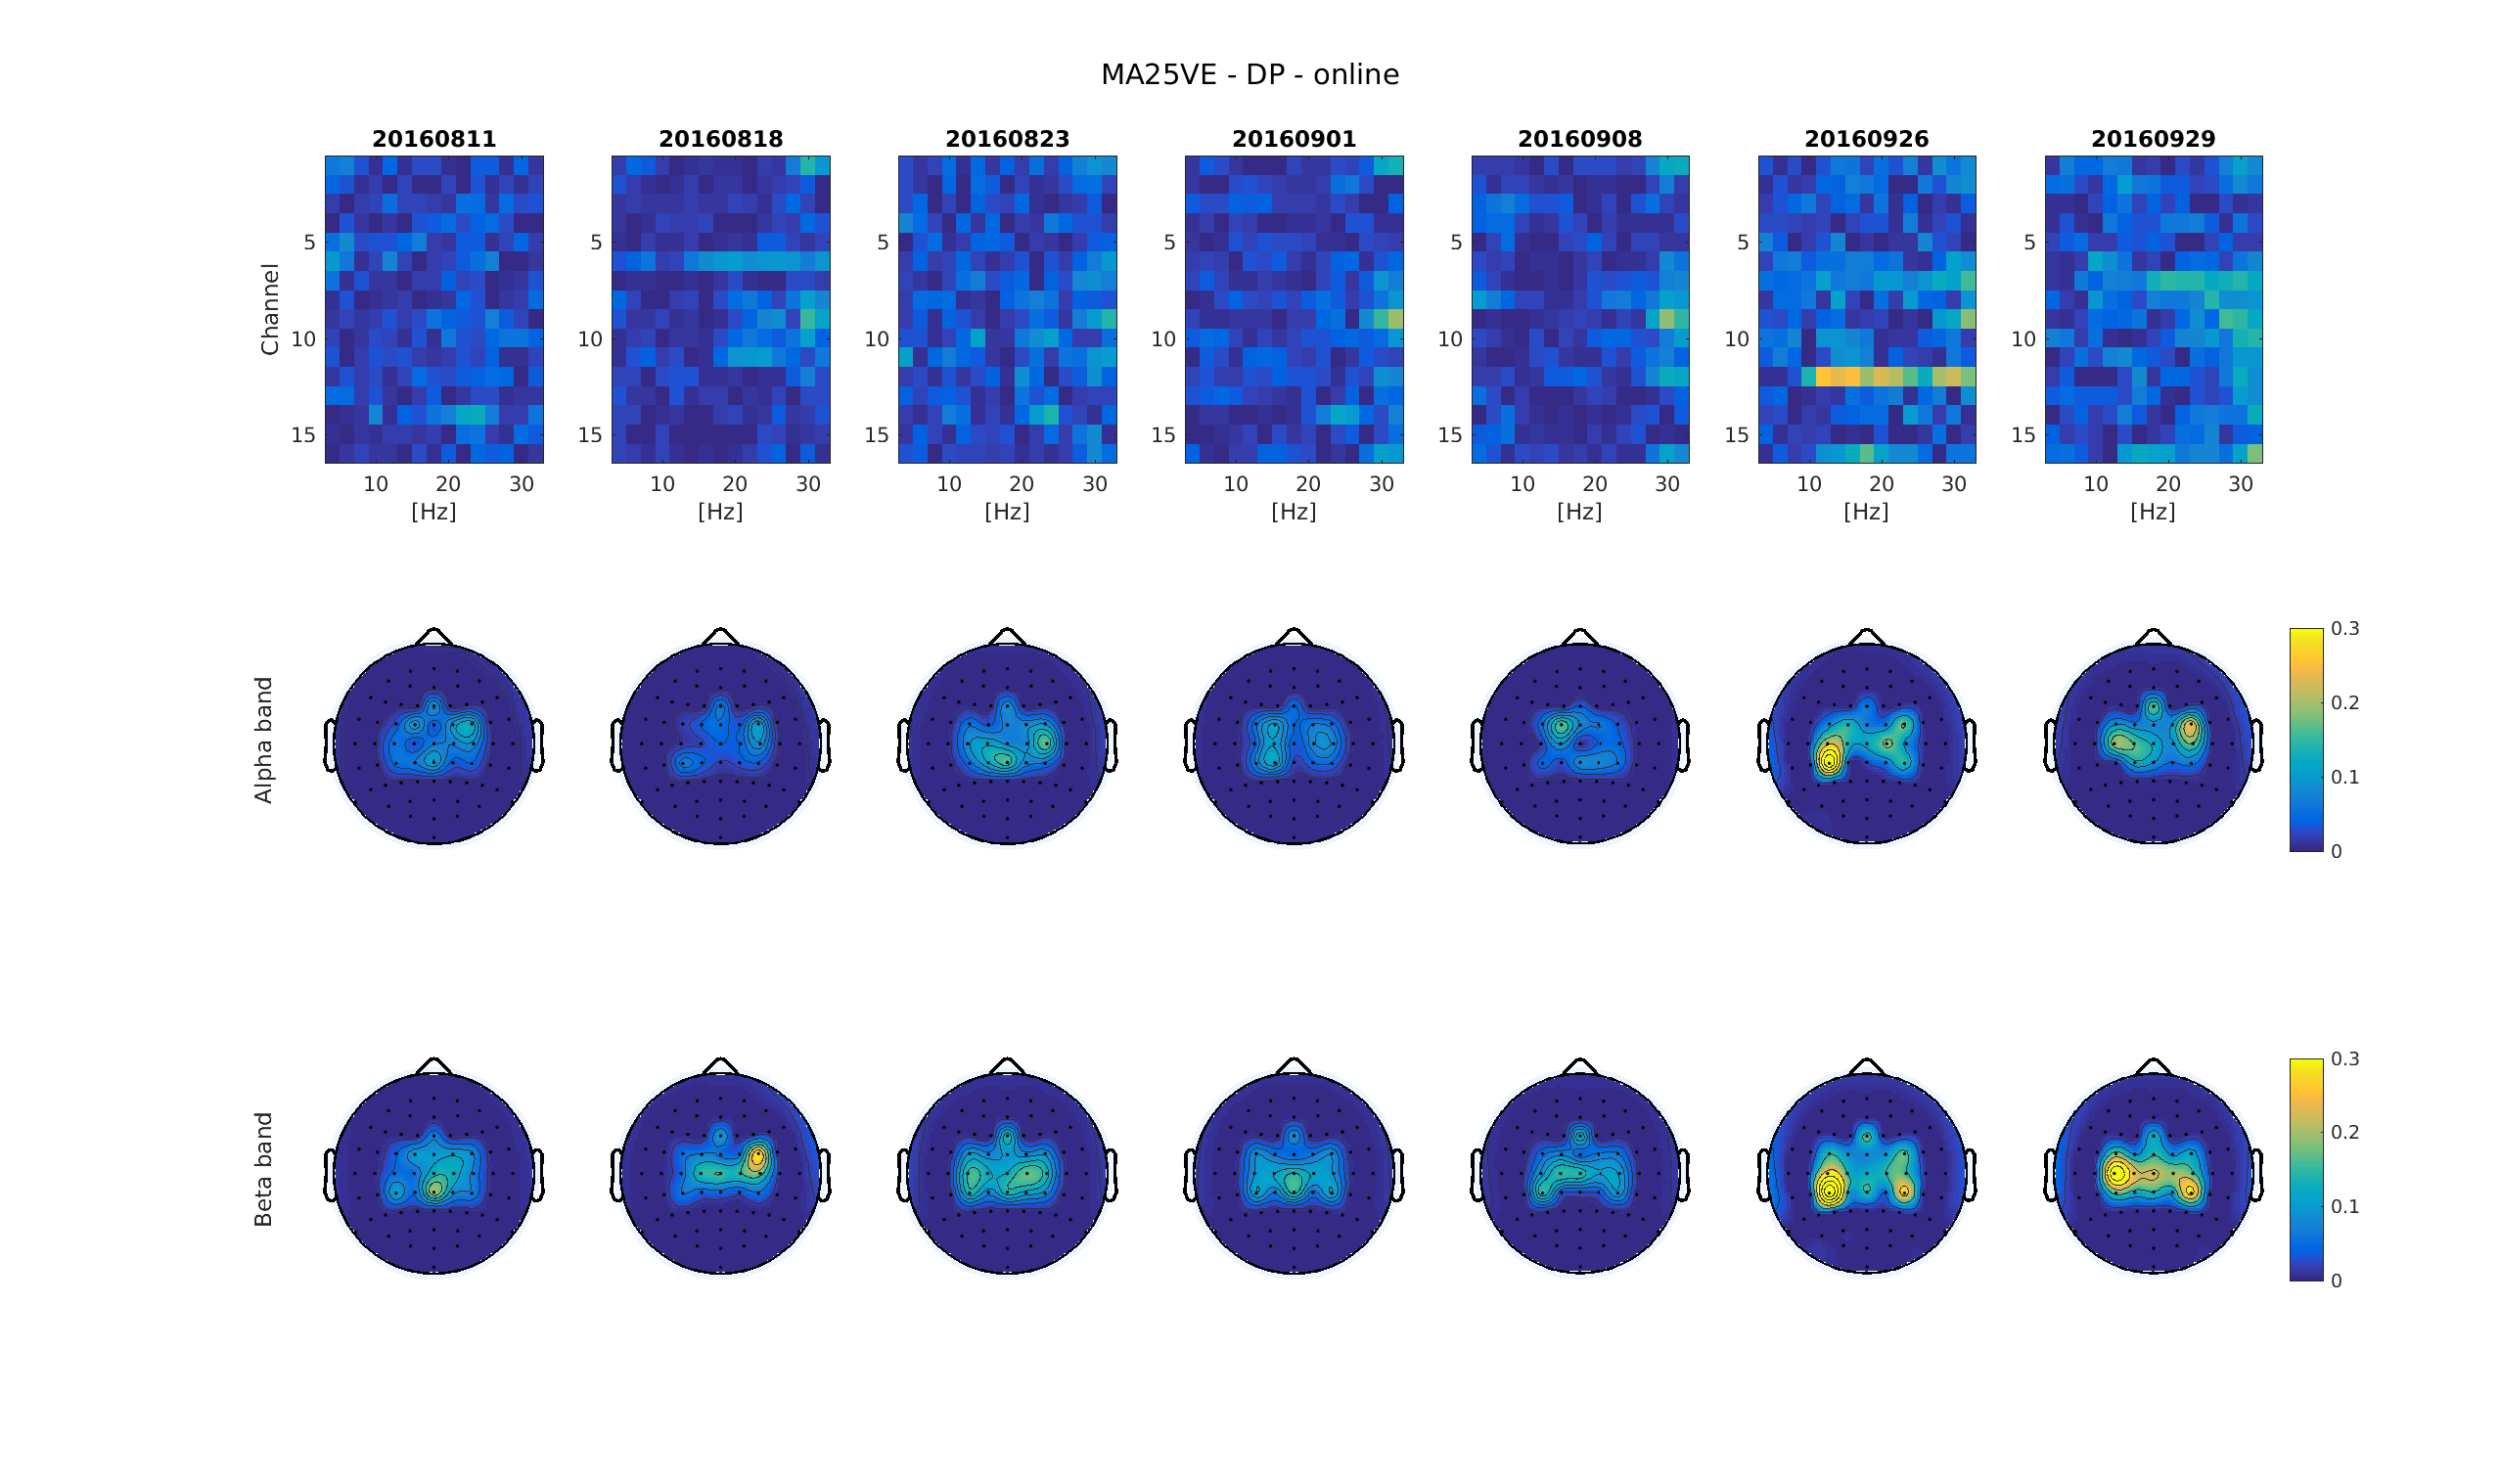 MA25VE - DP - online
20160811 20160818 20160823 20160901 20160908 20160926 20160929
Channel
5 5 5 5 5 5 5
10 10 10 10 10 10 10
15 15 15 15 15 15 15
10 20 30 10 20 30 10 20 30 10 20 30 10 20 30 10 20 30 10 20 30
[Hz] [Hz] [Hz] [Hz] [Hz] [Hz] [Hz]
Alpha band
0.3
0.2
0.1
0
Beta band
0.3
0.2
0.1
0